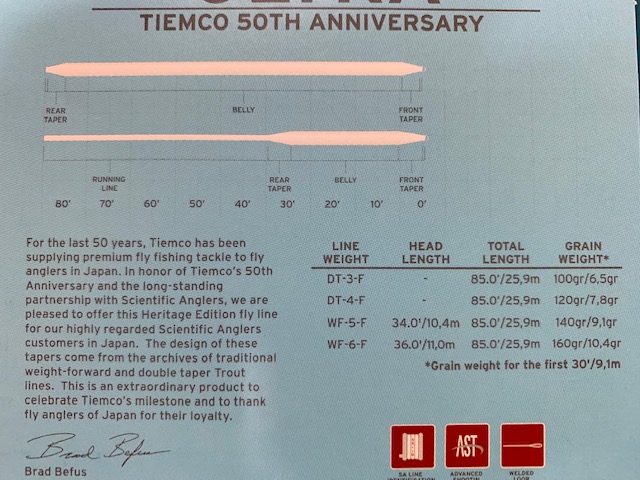 TIEMCO 50TH ANNIVERSARY
REAR TAPER BELLY FRONT TAPER
RUNNING LINE REAR TAPER BELLY FRONT TAPER
80' 70' 60' 50' 40' 30' 20' 10' 0'
For the last 50 years, Tiemco has been
supplying premium fly fishing tackle to fly
anglers in Japan. In honor of Tiemco's 50th
Anniversary and the long-standing
partnership with Scientific Anglers, we are
pleased to offer this Heritage Edition fly line
for our highly regarded Scientific Anglers
customers in Japan. The design of these
tapers come from the archives of traditional
weight-forward and double taper Trout
lines. This is an extraordinary product to
celebrate Tiemco's milestone and to thank
fly anglers of Japan for their loyalty.
Brad Befus
Brad Befus
LINE WEIGHT HEAD LENGTH TOTAL LENGTH GRAIN WEIGHT*
DT-3-F - 85.0'/25,9m 100gr/6,5gr
DT-4-F - 85.0'/25,9m 120gr/7,8gr
WF-5-F 34.0'/10,4m 85.0'/25,9m 140gr/9,1gr
WF-6-F 36.0'/11,0m 85.0'/25,9m 160gr/10,4gr
*Grain weight for the first 30'/9,1m
AST
SA LINE
ADVANCED
WELDED
LOOP